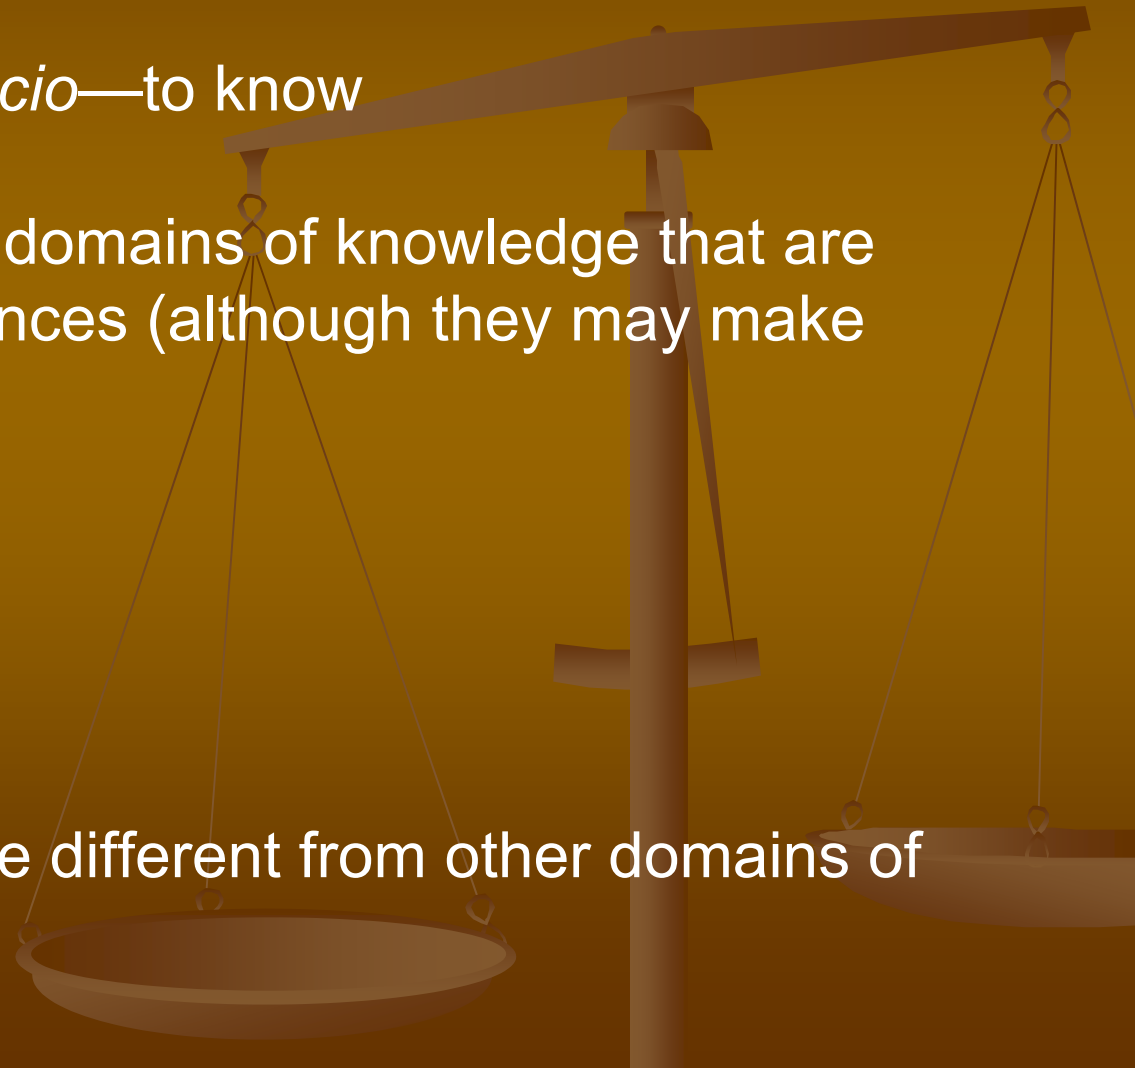 cio—to know
domains of knowledge that are
nces (although they may make
e different from other domains of